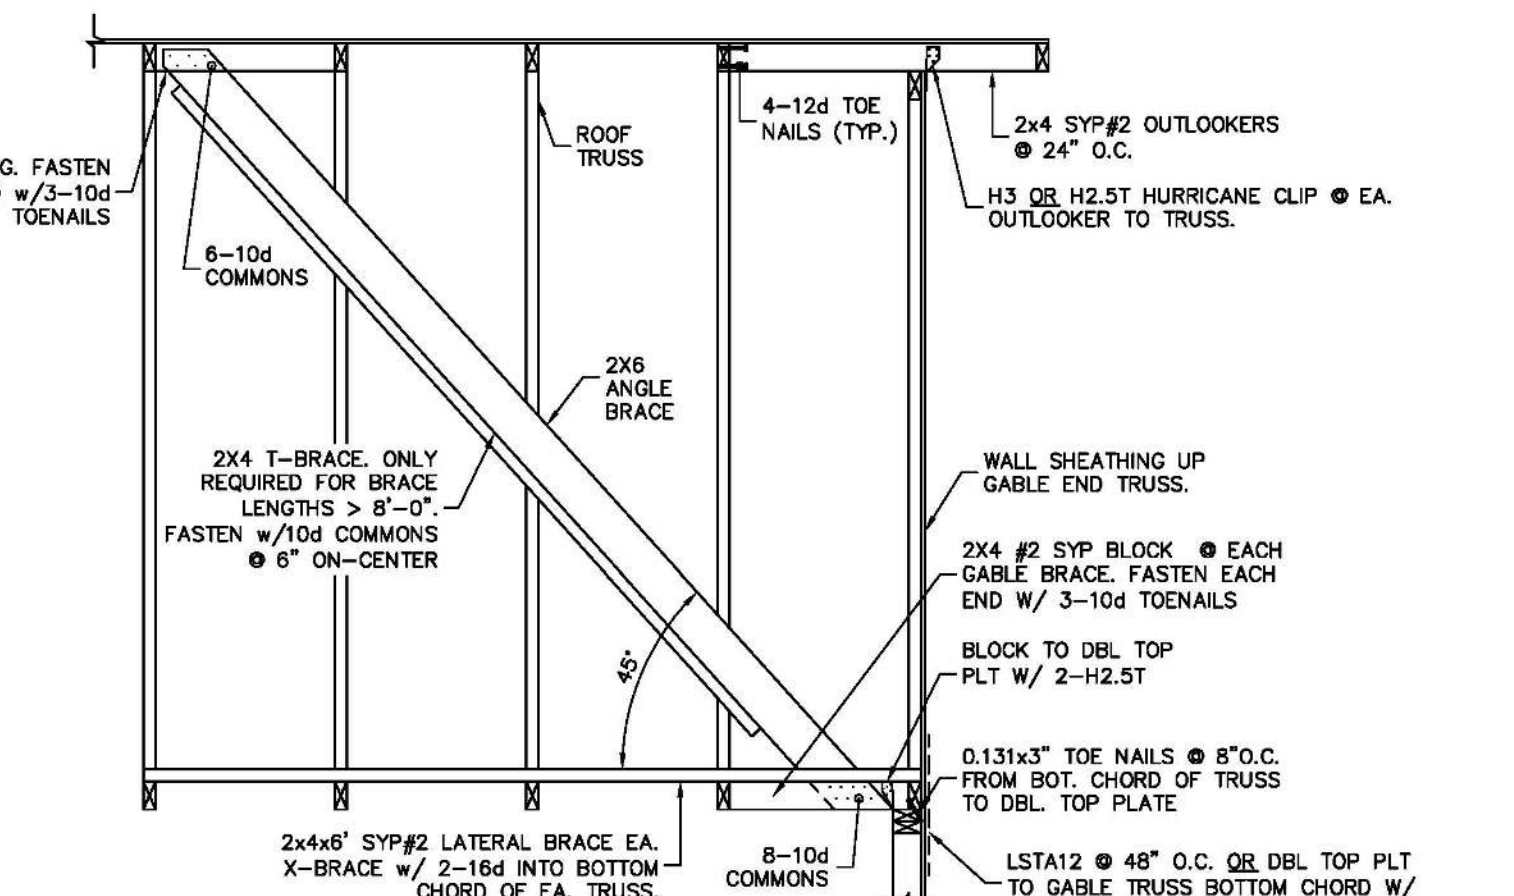 4-12d TOE
NAILS (TYP.)
ROOF
TRUSS
2x4 SYP#2 OUTLOOKERS
@ 24" O.C.
G. FASTEN
w/3-10d
TOENAILS
H3 OR H2.5T HURRICANE CLIP @ EA.
OUTLOOKER TO TRUSS.
6-10d
COMMONS
2X6
ANGLE
BRACE
2X4 T-BRACE. ONLY
REQUIRED FOR BRACE
LENGTHS > 8'-0".
FASTEN w/10d COMMONS
@ 6" ON-CENTER
WALL SHEATHING UP
GABLE END TRUSS.
2X4 #2 SYP BLOCK @ EACH
GABLE BRACE. FASTEN EACH
END W/ 3-10d TOENAILS
45°
BLOCK TO DBL TOP
PLT W/ 2-H2.5T
0.131x3" TOE NAILS @ 8"O.C.
FROM BOT. CHORD OF TRUSS
TO DBL. TOP PLATE
2x4x6' SYP#2 LATERAL BRACE EA.
X-BRACE w/ 2-16d INTO BOTTOM
CHORD OF EA. TRUSS.
8-10d
COMMONS
LSTA12 @ 48" O.C. OR DBL TOP PLT
TO GABLE TRUSS BOTTOM CHORD W/